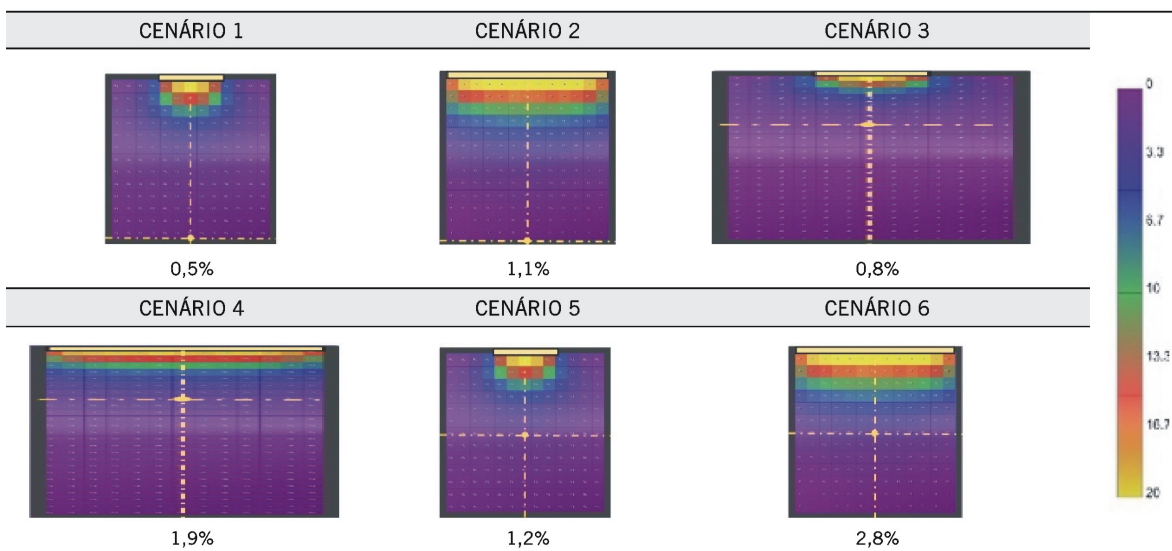 CENÁRIO 1 CENÁRIO 2 CENÁRIO 3
0,5% 1,1% 0,8%
CENÁRIO 4 CENÁRIO 5 CENÁRIO 6
1,9% 1,2% 2,8%
0
3.3
6.7
10
13.3
16.7
20